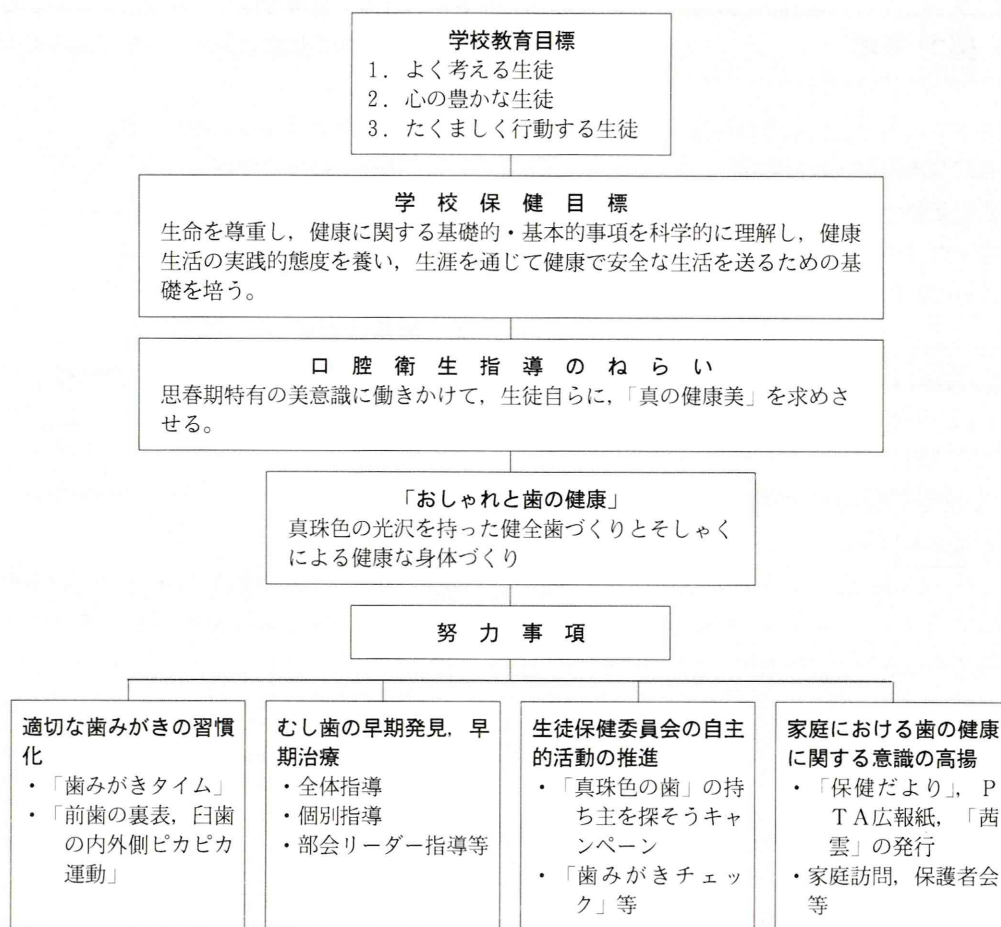 学校教育目標
1．よく考える生徒
2．心の豊かな生徒
3．たくましく行動する生徒
学校保健目標
生命を尊重し，健康に関する基礎的・基本的事項を科学的に理解し，健康
生活の実践的態度を養い，生涯を通じて健康で安全な生活を送るための基
礎を培う。
口腔衛生指導のねらい
思春期特有の美意識に働きかけて，生徒自らに，「真の健康美」を求めさ
せる。
「おしゃれと歯の健康」
真珠色の光沢を持った健全歯づくりとそしゃく
による健康な身体づくり
努力事項
適切な歯みがきの習慣
化
・「歯みがきタイム」
・「前歯の裏表，臼歯
の内外側ピカピカ
運動」
むし歯の早期発見，早
期治療
・全体指導
・個別指導
・部会リーダー指導等
生徒保健委員会の自主
的活動の推進
・「真珠色の歯」の持
ち主を探そうキャ
ンペーン
・「歯みがきチェッ
ク」等
家庭における歯の健康
に関する意識の高揚
・「保健だより」，Ｐ
ＴＡ広報紙，「茜
雲」の発行
・家庭訪問，保護者会
等